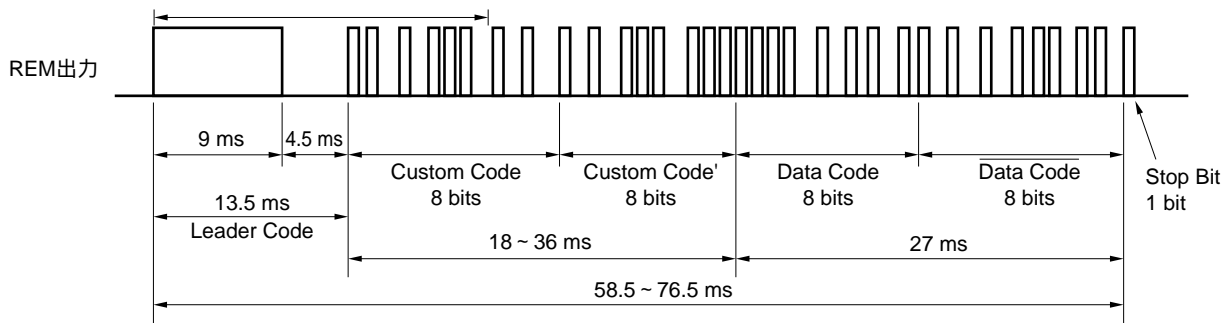 REM出力
9 ms
4.5 ms
Custom Code
8 bits
Custom Code'
8 bits
Data Code
8 bits
Data Code
8 bits
Stop Bit
1 bit
13.5 ms
Leader Code
18 ~ 36 ms
27 ms
58.5 ~ 76.5 ms